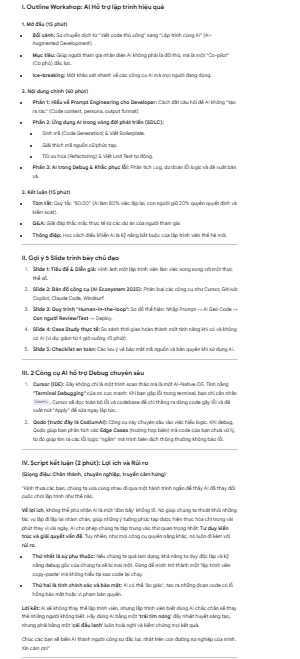 I. Outline Workshop: AI Hỗ trợ lập trình hiệu quả
1. Mở đầu (15 phút)
Bối cảnh: Sự chuyển dịch từ "Viết code thủ công" sang "Lập trình cùng AI" (AI-
Augmented Development).
Mục tiêu: Giúp người tham gia nhận diện AI không phải là đối thủ, mà là một "Co-pilot"
(Cơ phó) đắc lực.
Ice-breaking: Một khảo sát nhanh về các công cụ AI mà mọi người đang dùng.
2. Nội dung chính (60 phút)
Phần 1: Hiểu về Prompt Engineering cho Developer: Cách đặt câu hỏi để AI không "tạo
ra rác" (Code context, persona, output format).
Phần 2: Ứng dụng AI trong vòng đời phát triển (SDLC):
Sinh mã (Code Generation) & Viết Boilerplate.
Giải thích mã nguồn cũ/phức tạp.
Tối ưu hóa (Refactoring) & Viết Unit Test tự động.
Phần 3: AI trong Debug & Khắc phục lỗi: Phân tích Log, dự đoán lỗi logic và đề xuất bản
vá.
3. Kết luận (15 phút)
Tóm tắt: Quy tắc "80/20" (AI làm 80% việc lặp lại, con người giữ 20% quyền quyết định và
kiểm soát).
Q&A: Giải đáp thắc mắc thực tế từ các dự án của người tham gia.
Thông điệp: Học cách điều khiển AI là kỹ năng bắt buộc của lập trình viên thế hệ mới.
II. Gợi ý 5 Slide trình bày chủ đạo
1. Slide 1: Tiêu đề & Diễn giả: Hình ảnh một lập trình viên làm việc song song với một thực
thể số.
2. Slide 2: Bản đồ công cụ (AI Ecosystem 2025): Phân loại các công cụ như Cursor, GitHub
Copilot, Claude Code, Windsurf.
3. Slide 3: Quy trình "Human-in-the-loop": Sơ đồ thể hiện: Nhập Prompt -> AI Gen Code ->
Con người Review/Test -> Deploy.
4. Slide 4: Case Study thực tế: So sánh thời gian hoàn thành một tính năng khi có và không
có AI (ví dụ: giảm từ 4 giờ xuống 45 phút).
5. Slide 5: Checklist an toàn: Các lưu ý về bảo mật mã nguồn và bản quyền khi sử dụng AI.
III. 2 Công cụ AI hỗ trợ Debug chuyên sâu
1. Cursor (IDE): Đây không chỉ là một trình soạn thảo mà là một AI-Native IDE. Tính năng
"Terminal Debugging" của nó cực mạnh: Khi bạn gặp lỗi trong terminal, bạn chỉ cần nhấn
Cursor sẽ đọc toàn bộ lỗi và codebase để chỉ thẳng ra dòng code gây lỗi và đề
xuất nút "Apply" để sửa ngay lập tức.
2. Qodo (trước đây là CodiumAI): Công cụ này chuyên sâu vào việc hiểu logic. Khi debug,
Qodo giúp bạn phân tích các Edge Cases (trường hợp biên) mà code của bạn chưa xử lý,
từ đó giúp tìm ra các lỗi logic "ngầm" mà trình biên dịch thông thường không báo lỗi.
IV. Script kết luận (2 phút): Lợi ích và Rủi ro
(Giọng điệu: Chân thành, chuyên nghiệp, truyền cảm hứng)
"Kính thưa các bạn, chúng ta vừa cùng nhau đi qua một hành trình ngắn để thấy AI đã thay đổi
cuộc chơi lập trình như thế nào.
Về lợi ích, không thể phủ nhận AI là một 'đòn bẩy' khổng lồ. Nó giúp chúng ta thoát khỏi những
tác vụ lặp đi lặp lại nhàm chán, giúp những ý tưởng phức tạp được hiện thực hóa chỉ trong vài
phút thay vì vài ngày. AI cho phép chúng ta tập trung vào thứ quan trọng nhất: Tư duy kiến
trúc và giải quyết vấn đề. Tuy nhiên, như mọi công cụ quyền năng khác, nó luôn đi kèm với
rủi ro.
Thứ nhất là sự phụ thuộc: Nếu chúng ta quá lạm dụng, khả năng tư duy độc lập và kỹ
năng debug gốc của chúng ta sẽ bị mai một. Đừng để mình trở thành một 'lập trình viên
copy-paste' mà không hiểu tại sao code lại chạy.
Thứ hai là tính chính xác và bảo mật: AI có thể 'ảo giác', tạo ra những đoạn code có lỗ
hổng bảo mật hoặc vi phạm bản quyền.
Lời kết: AI sẽ không thay thế lập trình viên, nhưng lập trình viên biết dùng AI chắc chắn sẽ thay
thế những người không biết. Hãy dùng AI bằng một 'trái tim nóng' đầy nhiệt huyết sáng tạo,
nhưng phải bằng một 'cái đầu lạnh' luôn hoài nghi và kiểm chứng mọi kết quả.
Chúc các bạn sẽ biến AI thành người cộng sự đắc lực nhất trên con đường sự nghiệp của mình.
Xin cảm ơn!"